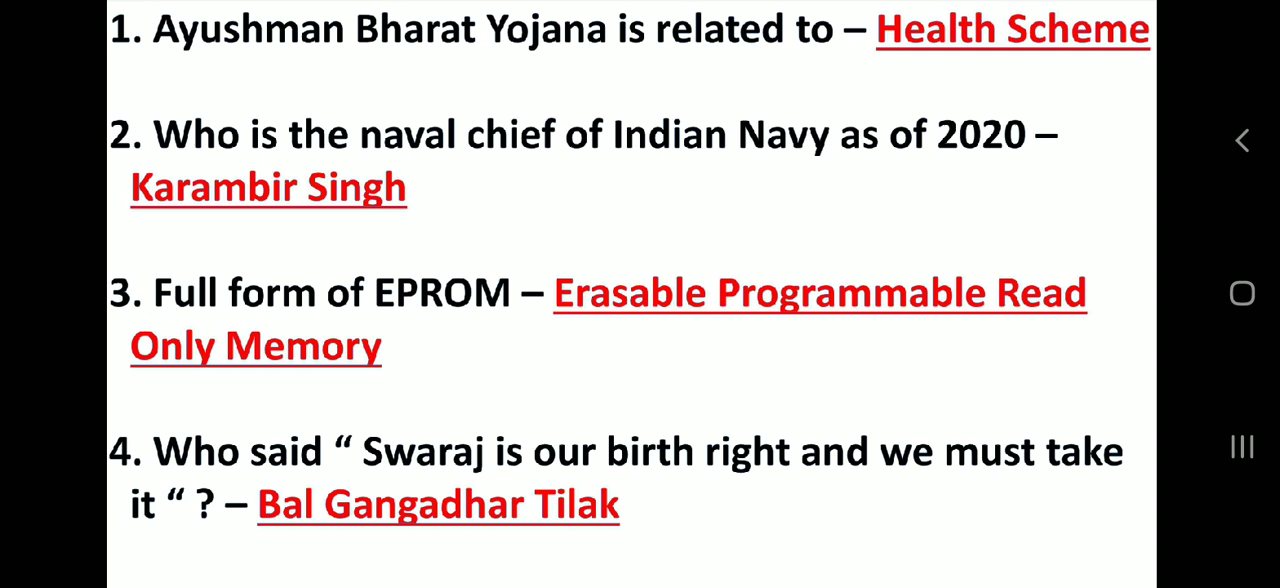 1. Ayushman Bharat Yojana is related to – Health Scheme
2. Who is the naval chief of Indian Navy as of 2020 –
Karambir Singh
3. Full form of EPROM – Erasable Programmable Read
Only Memory
4. Who said “ Swaraj is our birth right and we must take
it “ ? – Bal Gangadhar Tilak